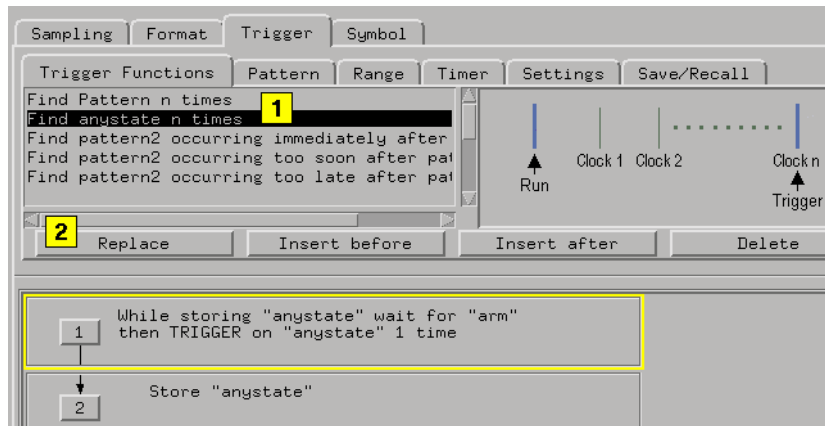 Sampling Format Trigger Symbol
Trigger Functions Pattern Range Timer Settings Save/Recall
Find Pattern n times
1
Find anystate n times
Find pattern2 occurring immediately after
Find pattern2 occurring too soon after pat
Find pattern2 occurring too late after pat
Clock 1 Clock 2 Clock n
Run
Trigger
2
Replace Insert before Insert after Delete
While storing "anystate" wait for "arm"
1 then TRIGGER on "anystate" 1 time
Store "anystate"
2